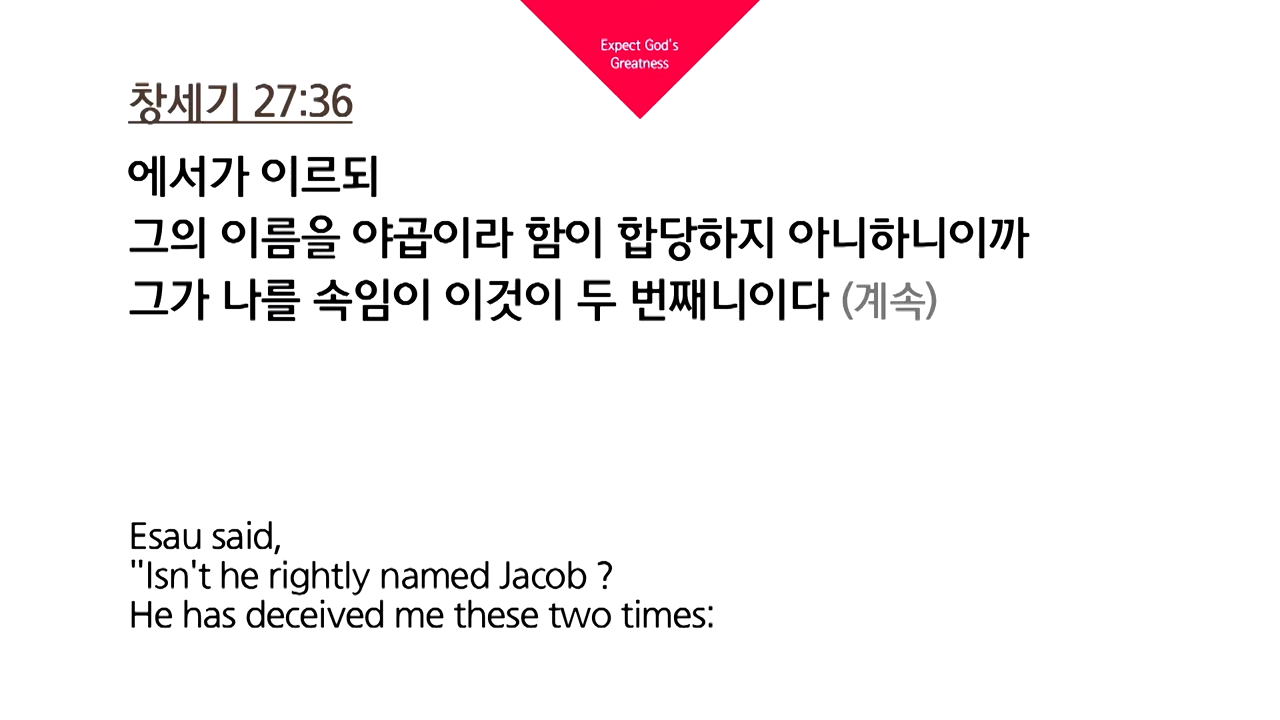 Expect God's
Greatness
창세기 27:36
에서가 이르되
그의 이름을 야곱이라 함이 합당하지 아니하니이까
그가 나를 속임이 이것이 두 번째니이다 (계속)
Esau said,
"Isn't he rightly named Jacob ?
He has deceived me these two times: